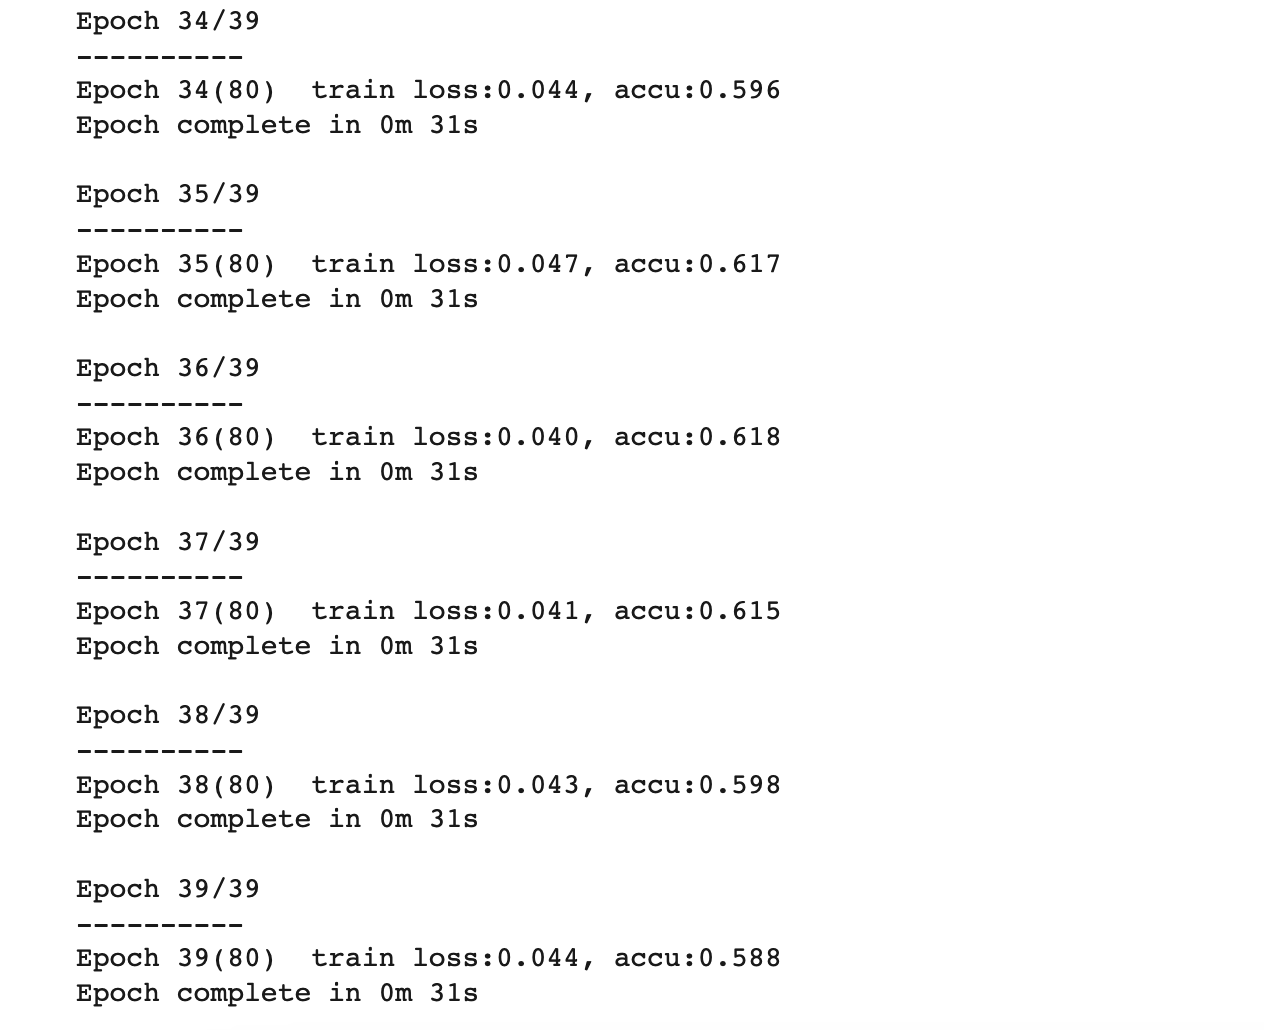 Epoch 34/39
----------
Epoch 34(80)  train loss:0.044, accu:0.596
Epoch complete in 0m 31s

Epoch 35/39
----------
Epoch 35(80)  train loss:0.047, accu:0.617
Epoch complete in 0m 31s

Epoch 36/39
----------
Epoch 36(80)  train loss:0.040, accu:0.618
Epoch complete in 0m 31s

Epoch 37/39
----------
Epoch 37(80)  train loss:0.041, accu:0.615
Epoch complete in 0m 31s

Epoch 38/39
----------
Epoch 38(80)  train loss:0.043, accu:0.598
Epoch complete in 0m 31s

Epoch 39/39
----------
Epoch 39(80)  train loss:0.044, accu:0.588
Epoch complete in 0m 31s